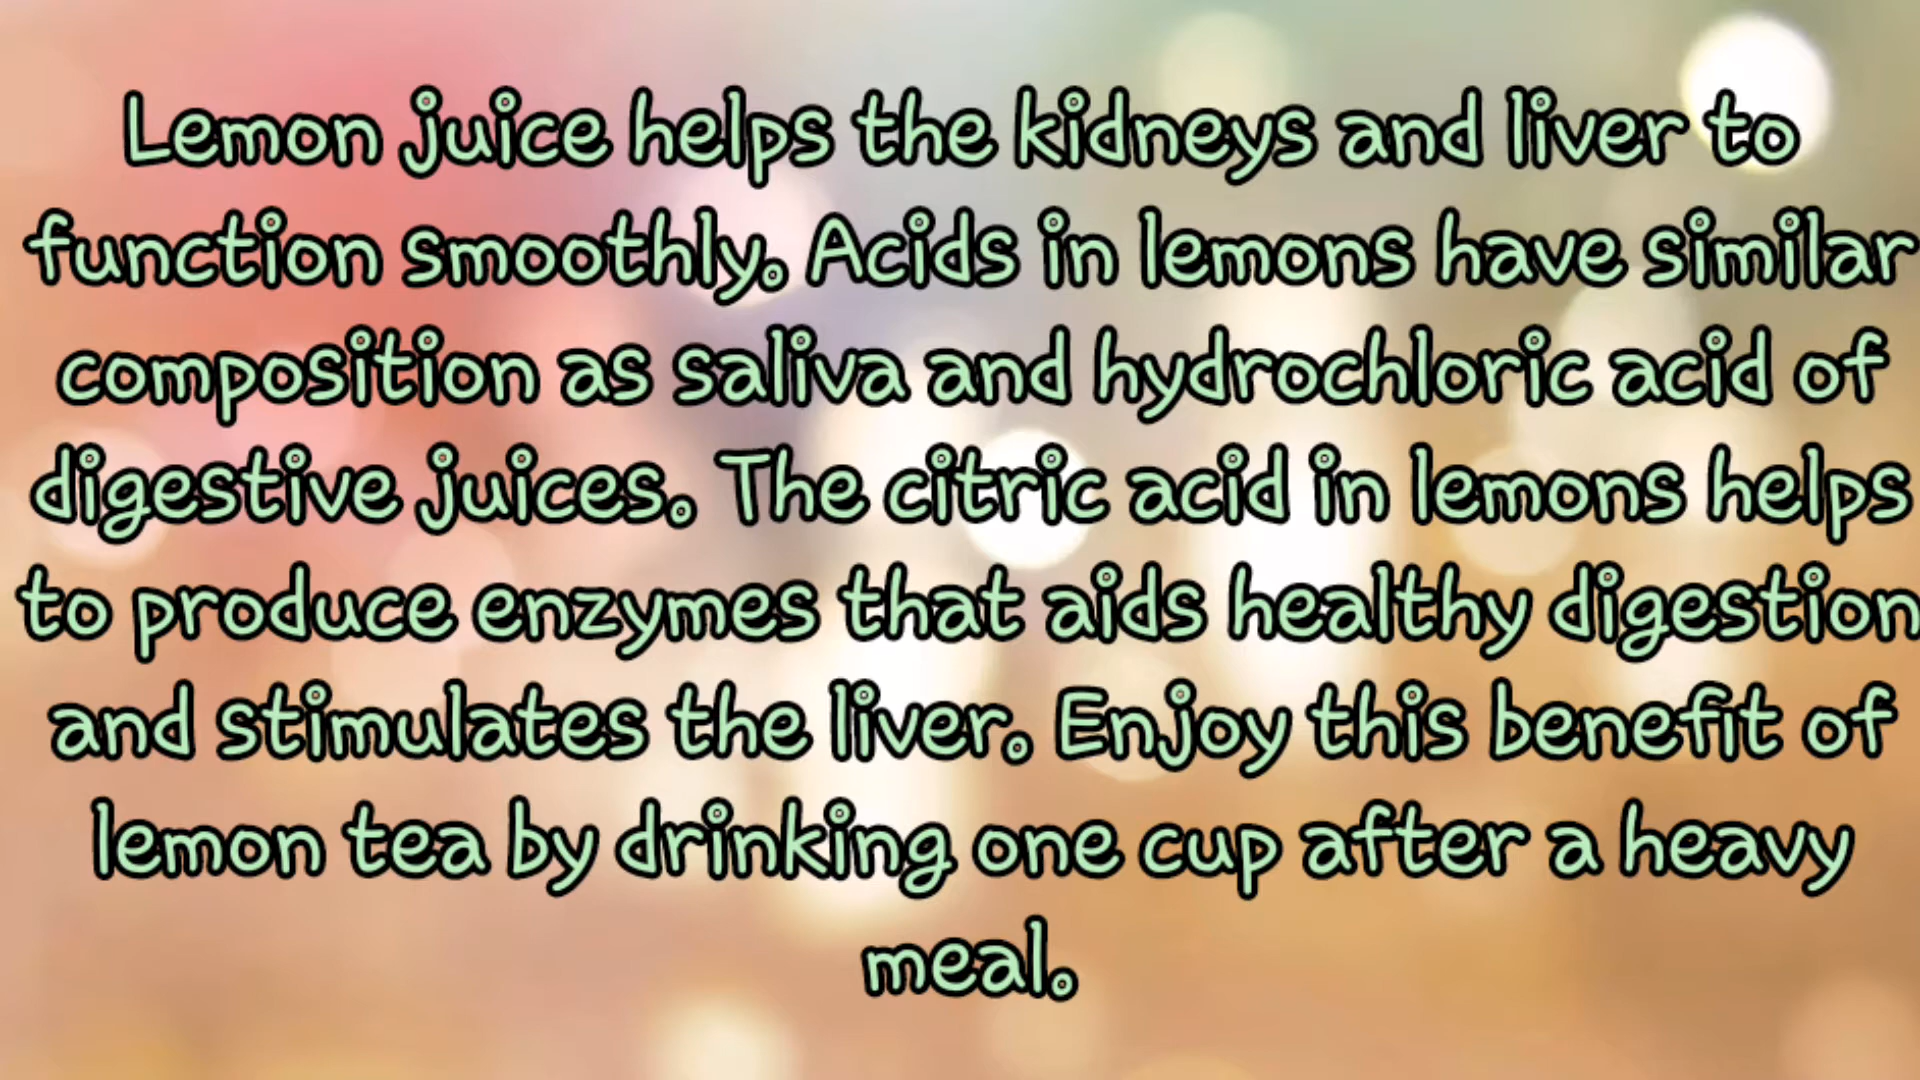 Lemon juice helps the kidneys and liver to
function smoothly. Acids in lemons have similar
composition as saliva and hydrochloric acid of
digestive juices. The citric acid in lemons helps
to produce enzymes that aids healthy digestion
and stimulates the liver. Enjoy this benefit of
lemon tea by drinking one cup after a heavy
meal.